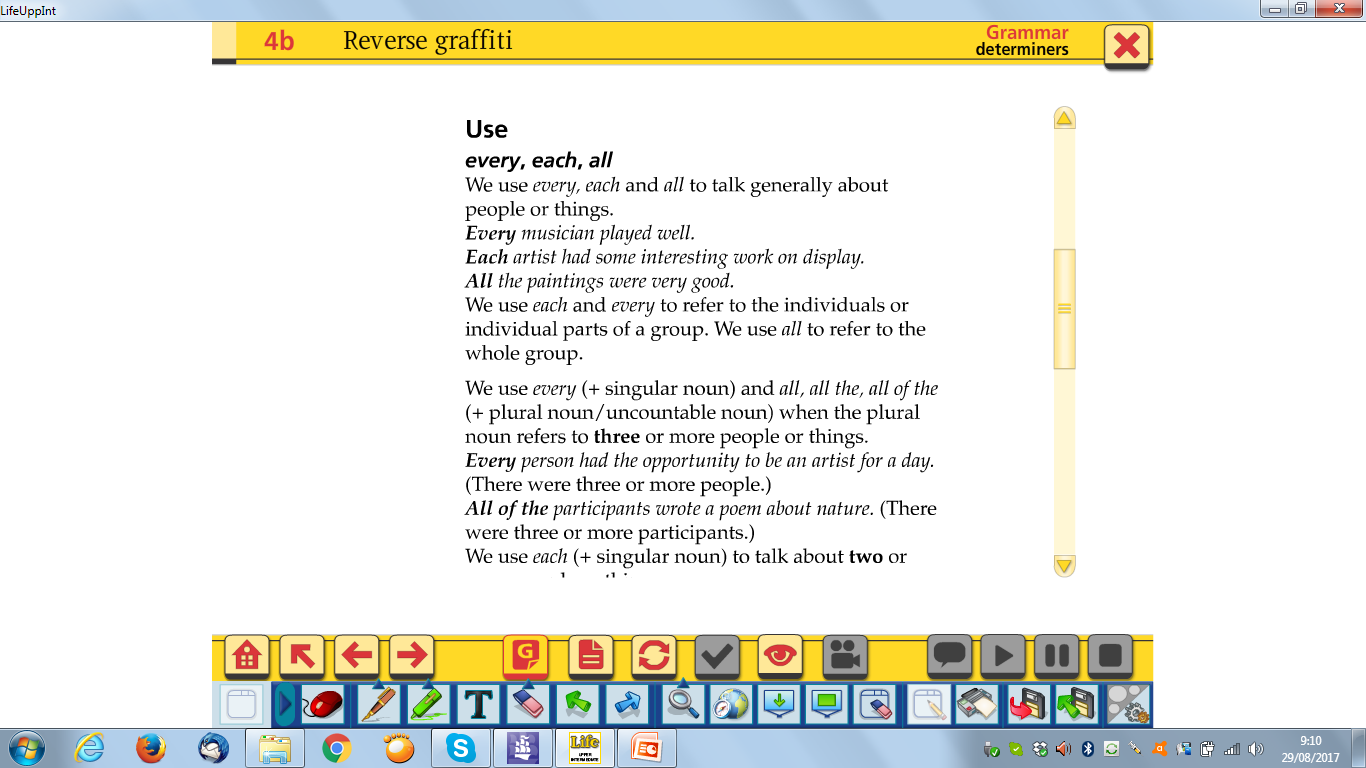 LifeUppInt
4b Reverse graffiti
Grammar
determiners
Use
every, each, all
We use every, each and all to talk generally about
people or things.
Every musician played well.
Each artist had some interesting work on display.
All the paintings were very good.
We use each and every to refer to the individuals or
individual parts of a group. We use all to refer to the
whole group.
We use every (+ singular noun) and all, all the, all of the
(+ plural noun/uncountable noun) when the plural
noun refers to three or more people or things.
Every person had the opportunity to be an artist for a day.
(There were three or more people.)
All of the participants wrote a poem about nature. (There
were three or more participants.)
We use each (+ singular noun) to talk about two or
G
T
Life
UPPER
INTERMEDIATE
9:10
29/08/2017